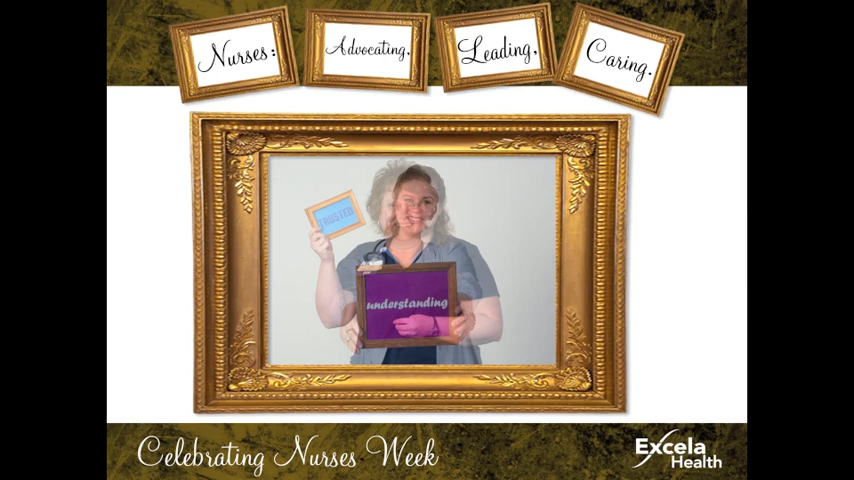 Nurses:
Advocating,
Leading,
Caring.
TRUSTED
understanding
Celebrating Nurses Week
Excela
Health